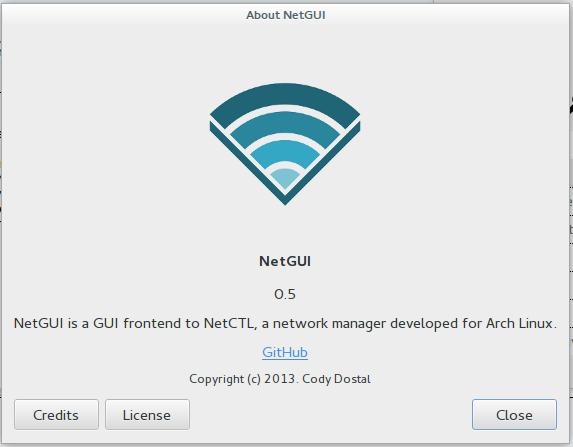 About NetGUI
NetGUI
0.5
NetGUI is a GUI frontend to NetCTL, a network manager developed for Arch Linux.
GitHub
Copyright (c) 2013. Cody Dostal
Credits
License
Close